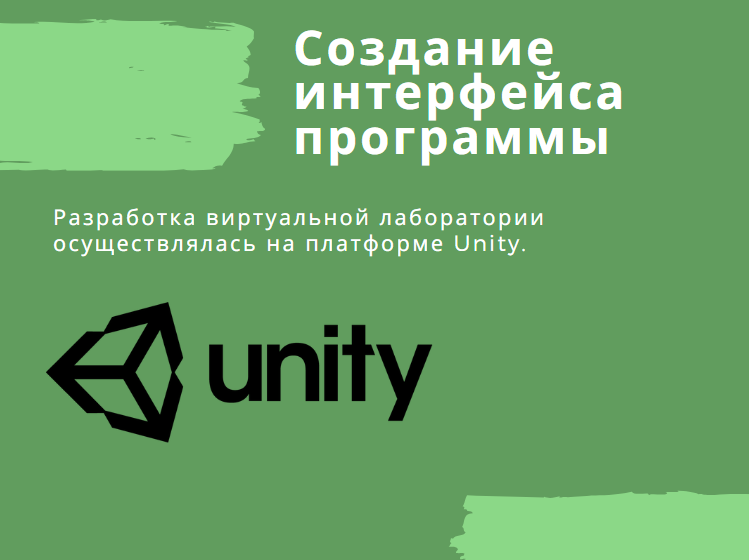 Создание
интерфейса
программы
Разработка виртуальной лаборатории
осуществлялась на платформе Unity.
unity